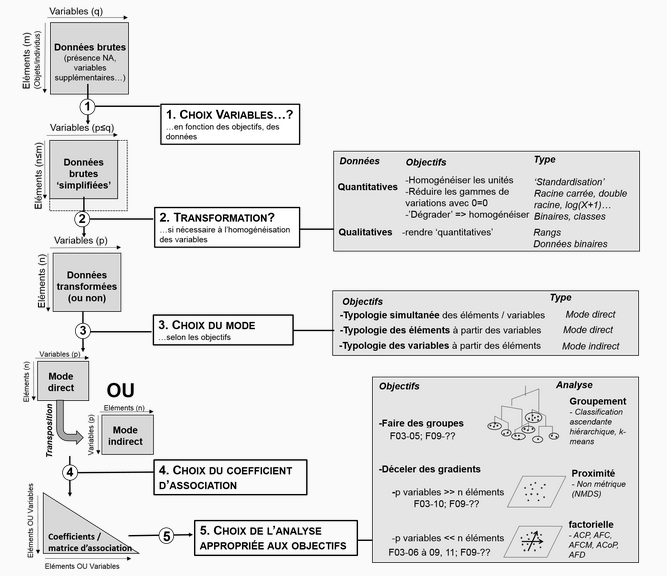 Variables (q)
Eléments (m)
(Objets/individus)
Données brutes
(présence NA,
variables
supplémentaires…)
1
1. CHOIX VARIABLES…?
…en fonction des objectifs, des
données
Variables (p≤q)
Eléments (n≤m)
Données
brutes
‘simplifiées’
2
2. TRANSFORMATION?
…si nécessaire à l’homogénéisation
des variables
Données
Objectifs
Type
Quantitatives
-Homogénéiser les unités
-Réduire les gammes de
variations avec 0=0
-’Dégrader’ => homogénéiser
‘Standardisation’
Racine carrée, double
racine, log(X+1)…
Binaires, classes
Qualitatives
-rendre ‘quantitatives’
Rangs
Données binaires
Variables (p)
Eléments (n)
Données
transformées
(ou non)
3
3. CHOIX DU MODE
…selon les objectifs
Objectifs
Type
-Typologie simultanée des éléments / variables
Mode direct
-Typologie des éléments à partir des variables
Mode direct
-Typologie des variables à partir des éléments
Mode indirect
Variables (p)
Eléments (n)
Mode
direct
OU
Transposition
Eléments (n)
Variables (p)
Mode
indirect
4
4. CHOIX DU COEFFICIENT
D’ASSOCIATION
Eléments OU Variables
Coefficients /
matrice d’association
Eléments OU Variables
5
5. CHOIX DE L’ANALYSE
APPROPRIÉE AUX OBJECTIFS
Objectifs
Analyse
-Faire des groupes
F03-05; F09-??
Groupement
- Classification
ascendante
hiérarchique, k-
means
-Déceler des gradients
-p variables >> n éléments
F03-10; F09-??
Proximité
- Non métrique
(NMDS)
-p variables << n éléments
F03-06 à 09, 11; F09-??
factorielle
- ACP, AFC,
AFCM, ACoP,
AFD